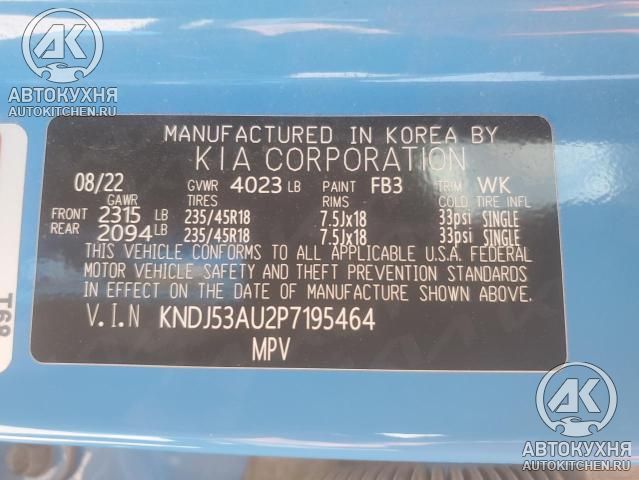 АК
АВТОКУХНЯ
AUTOKITCHEN.RU
MANUFACTURED IN KOREA BY
KIA CORPORATION
08/22 GVWR 4023 LB PAINT FB3 TRIM WK
GAWR TIRES RIMS COLD TIRE PSI
FRONT 2315 LB 235/45R18 7.5Jx18 33psi SINGLE
REAR 2094 LB 235/45R18 7.5Jx18 33psi SINGLE
THIS VEHICLE CONFORMS TO ALL APPLICABLE U.S.A. FEDERAL
MOTOR VEHICLE SAFETY AND THEFT PREVENTION STANDARDS
IN EFFECT ON THE DATE OF MANUFACTURE SHOWN ABOVE.
V.I.N KNDJ53AU2P7195464
MPV
T68
АК
АВТОКУХНЯ
AUTOKITCHEN.RU